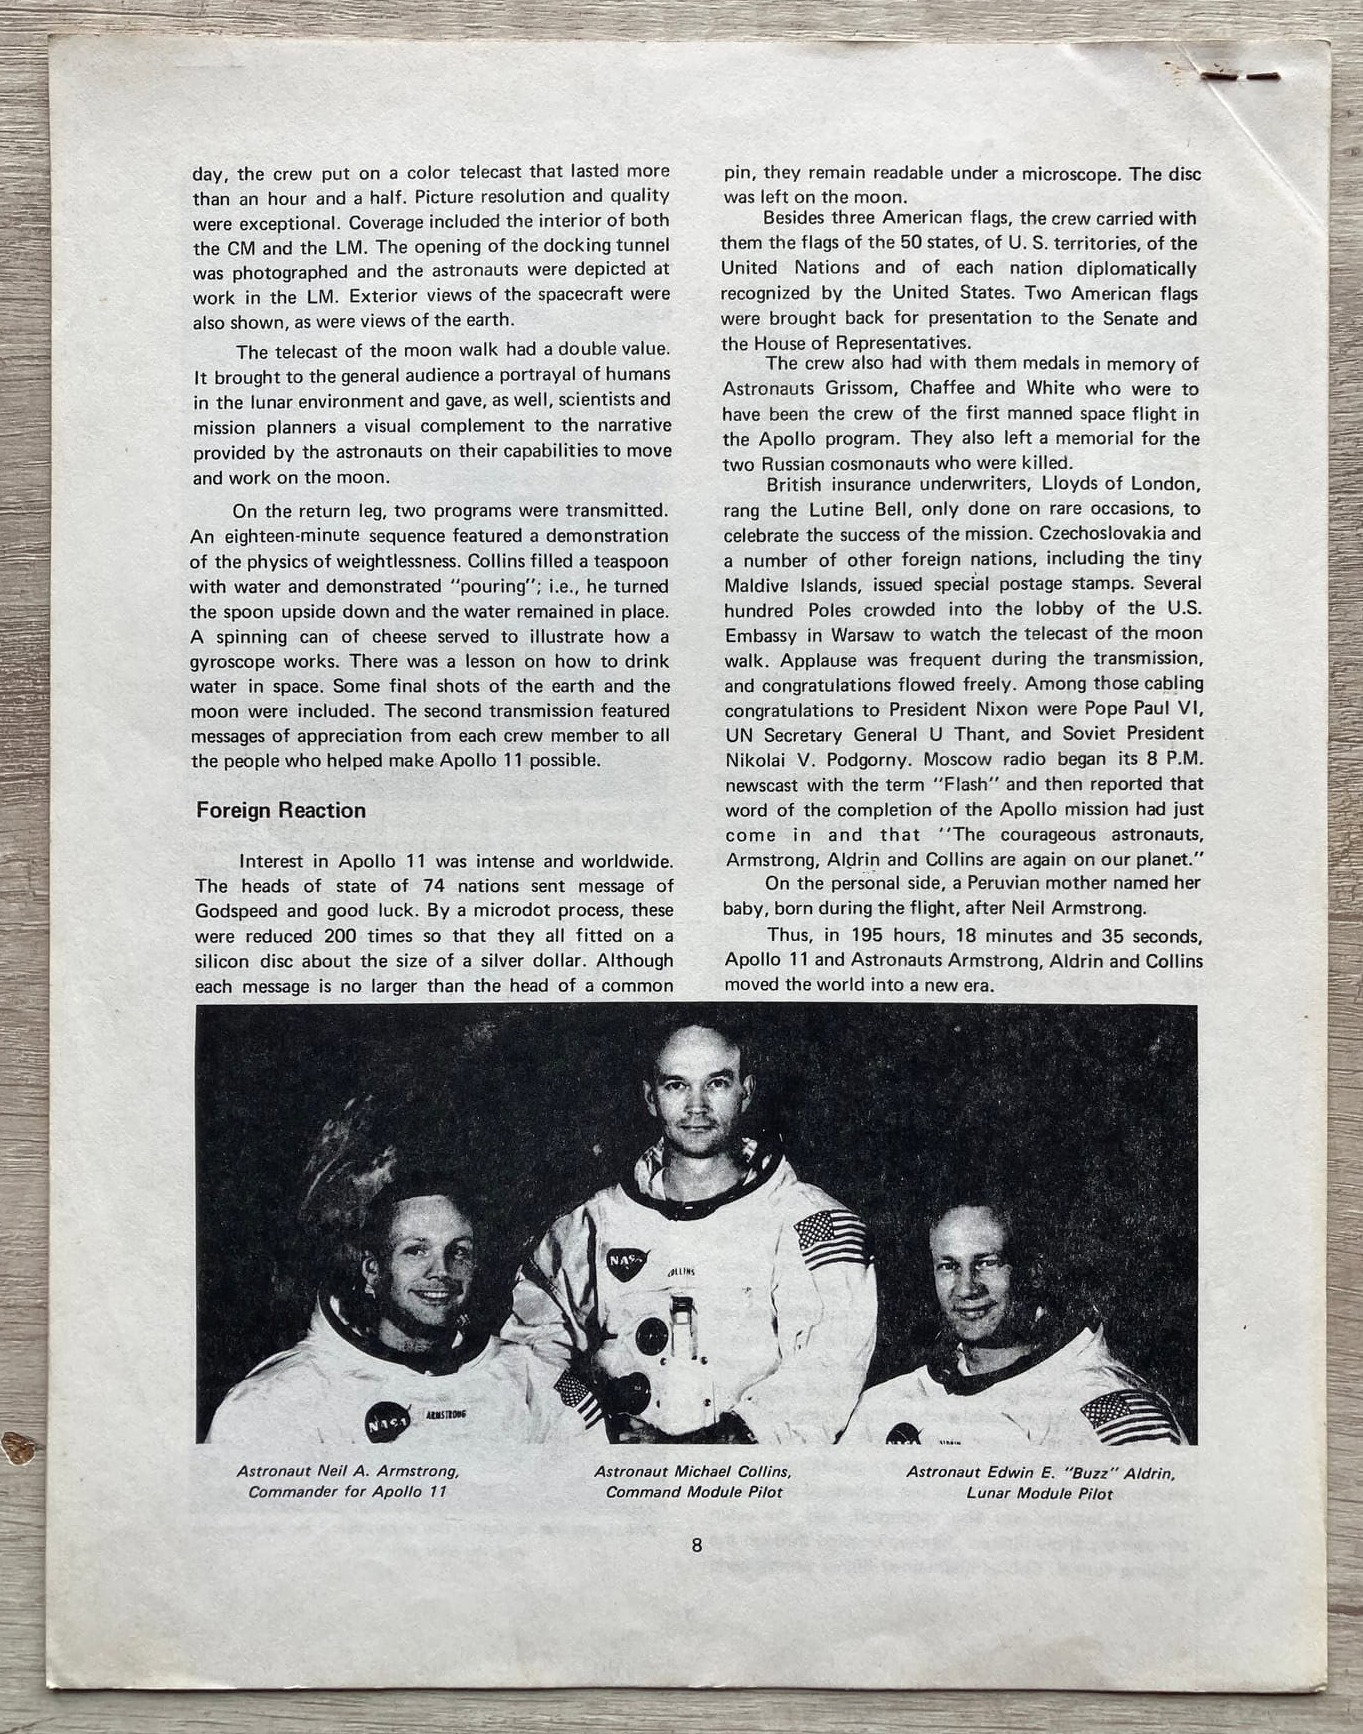 day, the crew put on a color telecast that lasted more
than an hour and a half. Picture resolution and quality
were exceptional. Coverage included the interior of both
the CM and the LM. The opening of the docking tunnel
was photographed and the astronauts were depicted at
work in the LM. Exterior views of the spacecraft were
also shown, as were views of the earth.
The telecast of the moon walk had a double value.
It brought to the general audience a portrayal of humans
in the lunar environment and gave, as well, scientists and
mission planners a visual complement to the narrative
provided by the astronauts on their capabilities to move
and work on the moon.
On the return leg, two programs were transmitted.
An eighteen-minute sequence featured a demonstration
of the physics of weightlessness. Collins filled a teaspoon
with water and demonstrated "pouring"; i.e., he turned
the spoon upside down and the water remained in place.
A spinning can of cheese served to illustrate how a
gyroscope works. There was a lesson on how to drink
water in space. Some final shots of the earth and the
moon were included. The second transmission featured
messages of appreciation from each crew member to all
the people who helped make Apollo 11 possible.
Foreign Reaction
Interest in Apollo 11 was intense and worldwide.
The heads of state of 74 nations sent message of
Godspeed and good luck. By a microdot process, these
were reduced 200 times so that they all fitted on a
silicon disc about the size of a silver dollar. Although
each message is no larger than the head of a common
pin, they remain readable under a microscope. The disc
was left on the moon.
Besides three American flags, the crew carried with
them the flags of the 50 states, of U. S. territories, of the
United Nations and of each nation diplomatically
recognized by the United States. Two American flags
were brought back for presentation to the Senate and
the House of Representatives.
The crew also had with them medals in memory of
Astronauts Grissom, Chaffee and White who were to
have been the crew of the first manned space flight in
the Apollo program. They also left a memorial for the
two Russian cosmonauts who were killed.
British insurance underwriters, Lloyds of London,
rang the Lutine Bell, only done on rare occasions, to
celebrate the success of the mission. Czechoslovakia and
a number of other foreign nations, including the tiny
Maldive Islands, issued special postage stamps. Several
hundred Poles crowded into the lobby of the U.S.
Embassy in Warsaw to watch the telecast of the moon
walk. Applause was frequent during the transmission,
and congratulations flowed freely. Among those cabling
congratulations to President Nixon were Pope Paul VI,
UN Secretary General U Thant, and Soviet President
Nikolai V. Podgorny. Moscow radio began its 8 P.M.
newscast with the term "Flash" and then reported that
word of the completion of the Apollo mission had just
come in and that "The courageous astronauts,
Armstrong, Aldrin and Collins are again on our planet."
On the personal side, a Peruvian mother named her
baby, born during the flight, after Neil Armstrong.
Thus, in 195 hours, 18 minutes and 35 seconds,
Apollo 11 and Astronauts Armstrong, Aldrin and Collins
moved the world into a new era.
NASA
COLLINS
NASA
ARMSTRONG
Astronaut Neil A. Armstrong,
Commander for Apollo 11
Astronaut Michael Collins,
Command Module Pilot
Astronaut Edwin E. "Buzz" Aldrin,
Lunar Module Pilot
8